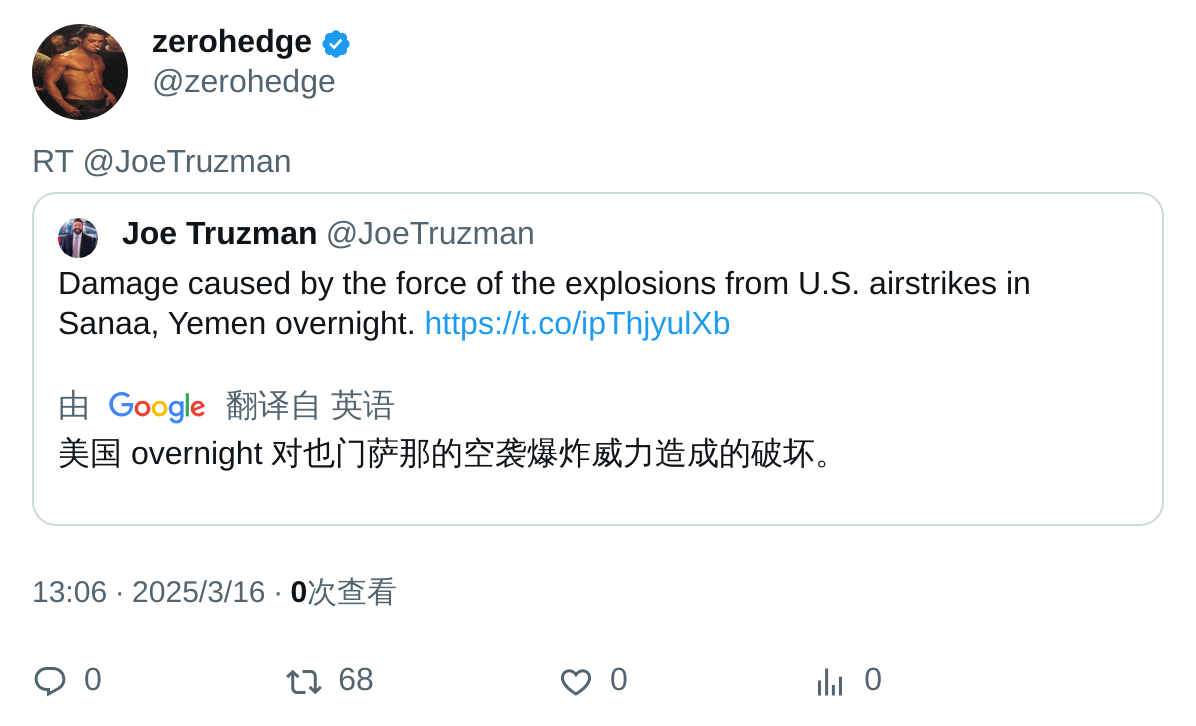 zerohedge
@zerohedge
RT @JoeTruzman
Joe Truzman @JoeTruzman
Damage caused by the force of the explosions from U.S. airstrikes in
Sanaa, Yemen overnight. https://t.co/ipThjyulXb
由 Google 翻译自 英语
美国 overnight 对也门萨那的空袭爆炸威力造成的破坏。
13:06 · 2025/3/16 · 0次查看
0 68 0 0